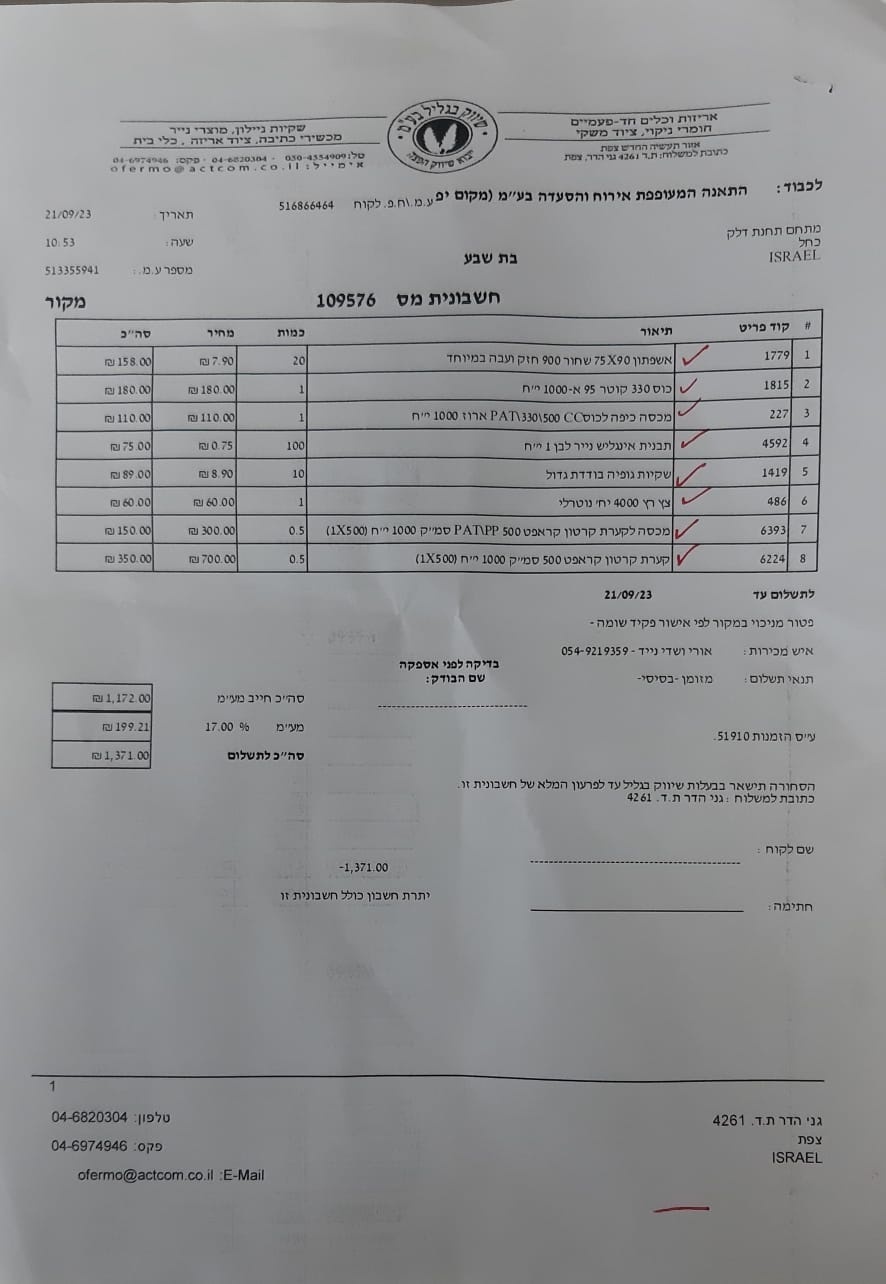 אריזות וכלים חד-פעמיים
חומרי ניקוי, ציוד משקי
אזור תעשיה החדש צפת
כתובת למשלוח: ת.ד 4261 גני הדר, צפת
שיווק בגליל בע"מ
יבוא שיווק הפצה
שקיות ניילון, מוצרי נייר
מכשירי כתיבה, ציוד אריזה, כלי בית
טל: 050-4354909 · 04-6820304 · פקס: 04-6974946
אימייל: ofermo@actcom.co.il
לכבוד: התאנה המעופפת אירוח והסעדה בע"מ (מקום יפ ע.מ.\ח.פ. לקוח 516866464
תאריך: 21/09/23
מתחם תחנת דלק
שעה: 10:53
כחל
ISRAEL
בת שבע
מספר ע.מ.: 513355941
חשבונית מס 109576 מקור
# קוד פריט תיאור כמות מחיר סה"כ
1 1779 אשפתון 75X90 שחור 900 חזק ועבה במיוחד 20 7.90 ₪ 158.00 ₪
2 1815 כוס 330 קוטר 95 א-1000 י"ח 1 180.00 ₪ 180.00 ₪
3 227 מכסה כיפה לכוס PAT\330\500 CC ארוז 1000 י"ח 1 110.00 ₪ 110.00 ₪
4 4592 תבנית אינגליש נייר לבן 1 י"ח 100 0.75 ₪ 75.00 ₪
5 1419 שקיות גופיה בודדת גדול 10 8.90 ₪ 89.00 ₪
6 486 צץ רץ 4000 יח' נוטרלי 1 60.00 ₪ 60.00 ₪
7 6393 מכסה לקערת קרטון קראפט 500 PAT\PP סמ"ק 1000 י"ח (1X500) 0.5 300.00 ₪ 150.00 ₪
8 6224 קערת קרטון קראפט 500 סמ"ק 1000 י"ח (1X500) 0.5 700.00 ₪ 350.00 ₪
לתשלום עד 21/09/23
פטור מניכוי במקור לפי אישור פקיד שומה -
איש מכירות: אורי ושדי נייד - 054-9219359
תנאי תשלום: מזומן -בסיסי-
בדיקה לפני אספקה
שם הבודק:
סה"כ חייב מע"מ 1,172.00 ₪
מע"מ 17.00 % 199.21 ₪
סה"כ לתשלום 1,371.00 ₪
ע"ס הזמנות 51910.
הסחורה תישאר בבעלות שיווק בגליל עד לפרעון המלא של חשבונית זו.
כתובת למשלוח: גני הדר ת.ד. 4261
שם לקוח:
-1,371.00
יתרת חשבון כולל חשבונית זו
חתימה:
1
גני הדר ת.ד. 4261
צפת
ISRAEL
טלפון: 04-6820304
פקס: 04-6974946
ofermo@actcom.co.il :E-Mail